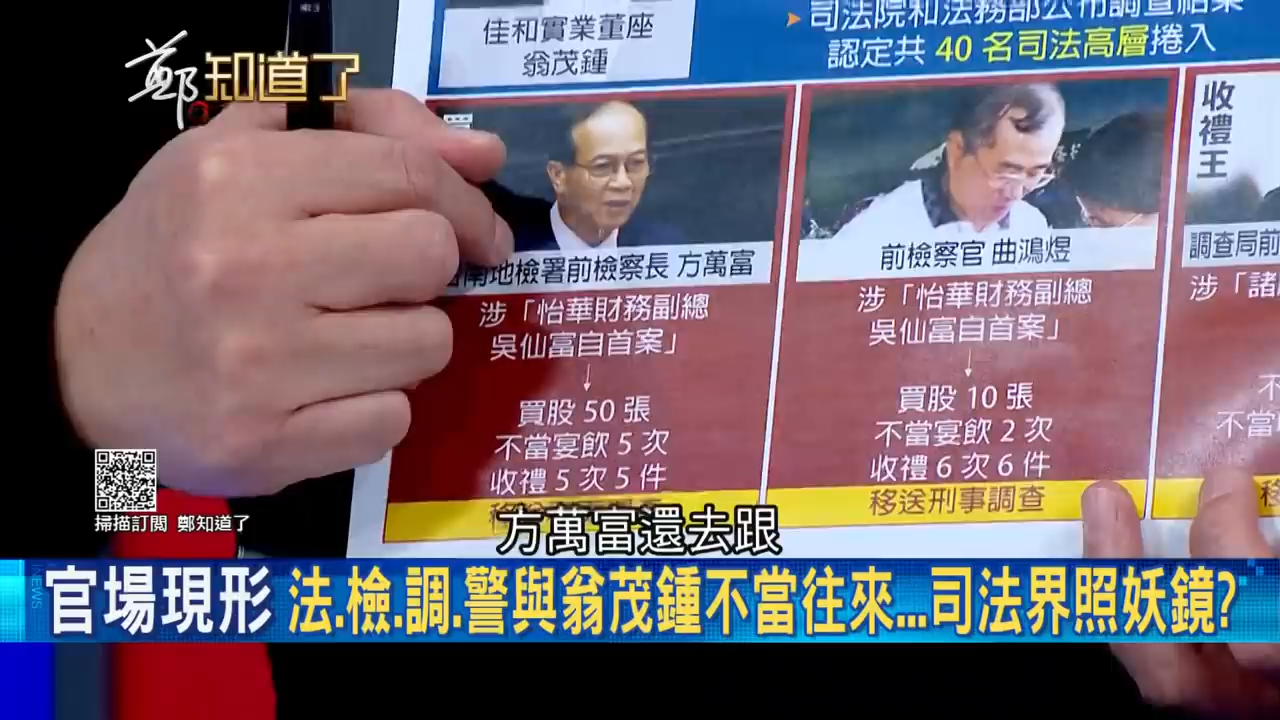 鄭知道了
佳和實業董座
翁茂鍾
司法院和法務部公布調查結果
認定共 40 名司法高層捲入
買
南地檢署前檢察長 方萬富
涉「怡華財務副總
吳仙富自首案」
↓
買股 50 張
不當宴飲 5 次
收禮 5 次 5 件
前檢察官 曲鴻煜
涉「怡華財務副總
吳仙富自首案」
↓
買股 10 張
不當宴飲 2 次
收禮 6 次 6 件
移送刑事調查
收禮王
調查局前
涉「諸
不
不當
移
掃描訂閱 鄭知道了
方萬富還去跟
NEWS
官場現形 法.檢.調.警與翁茂鍾不當往來...司法界照妖鏡?